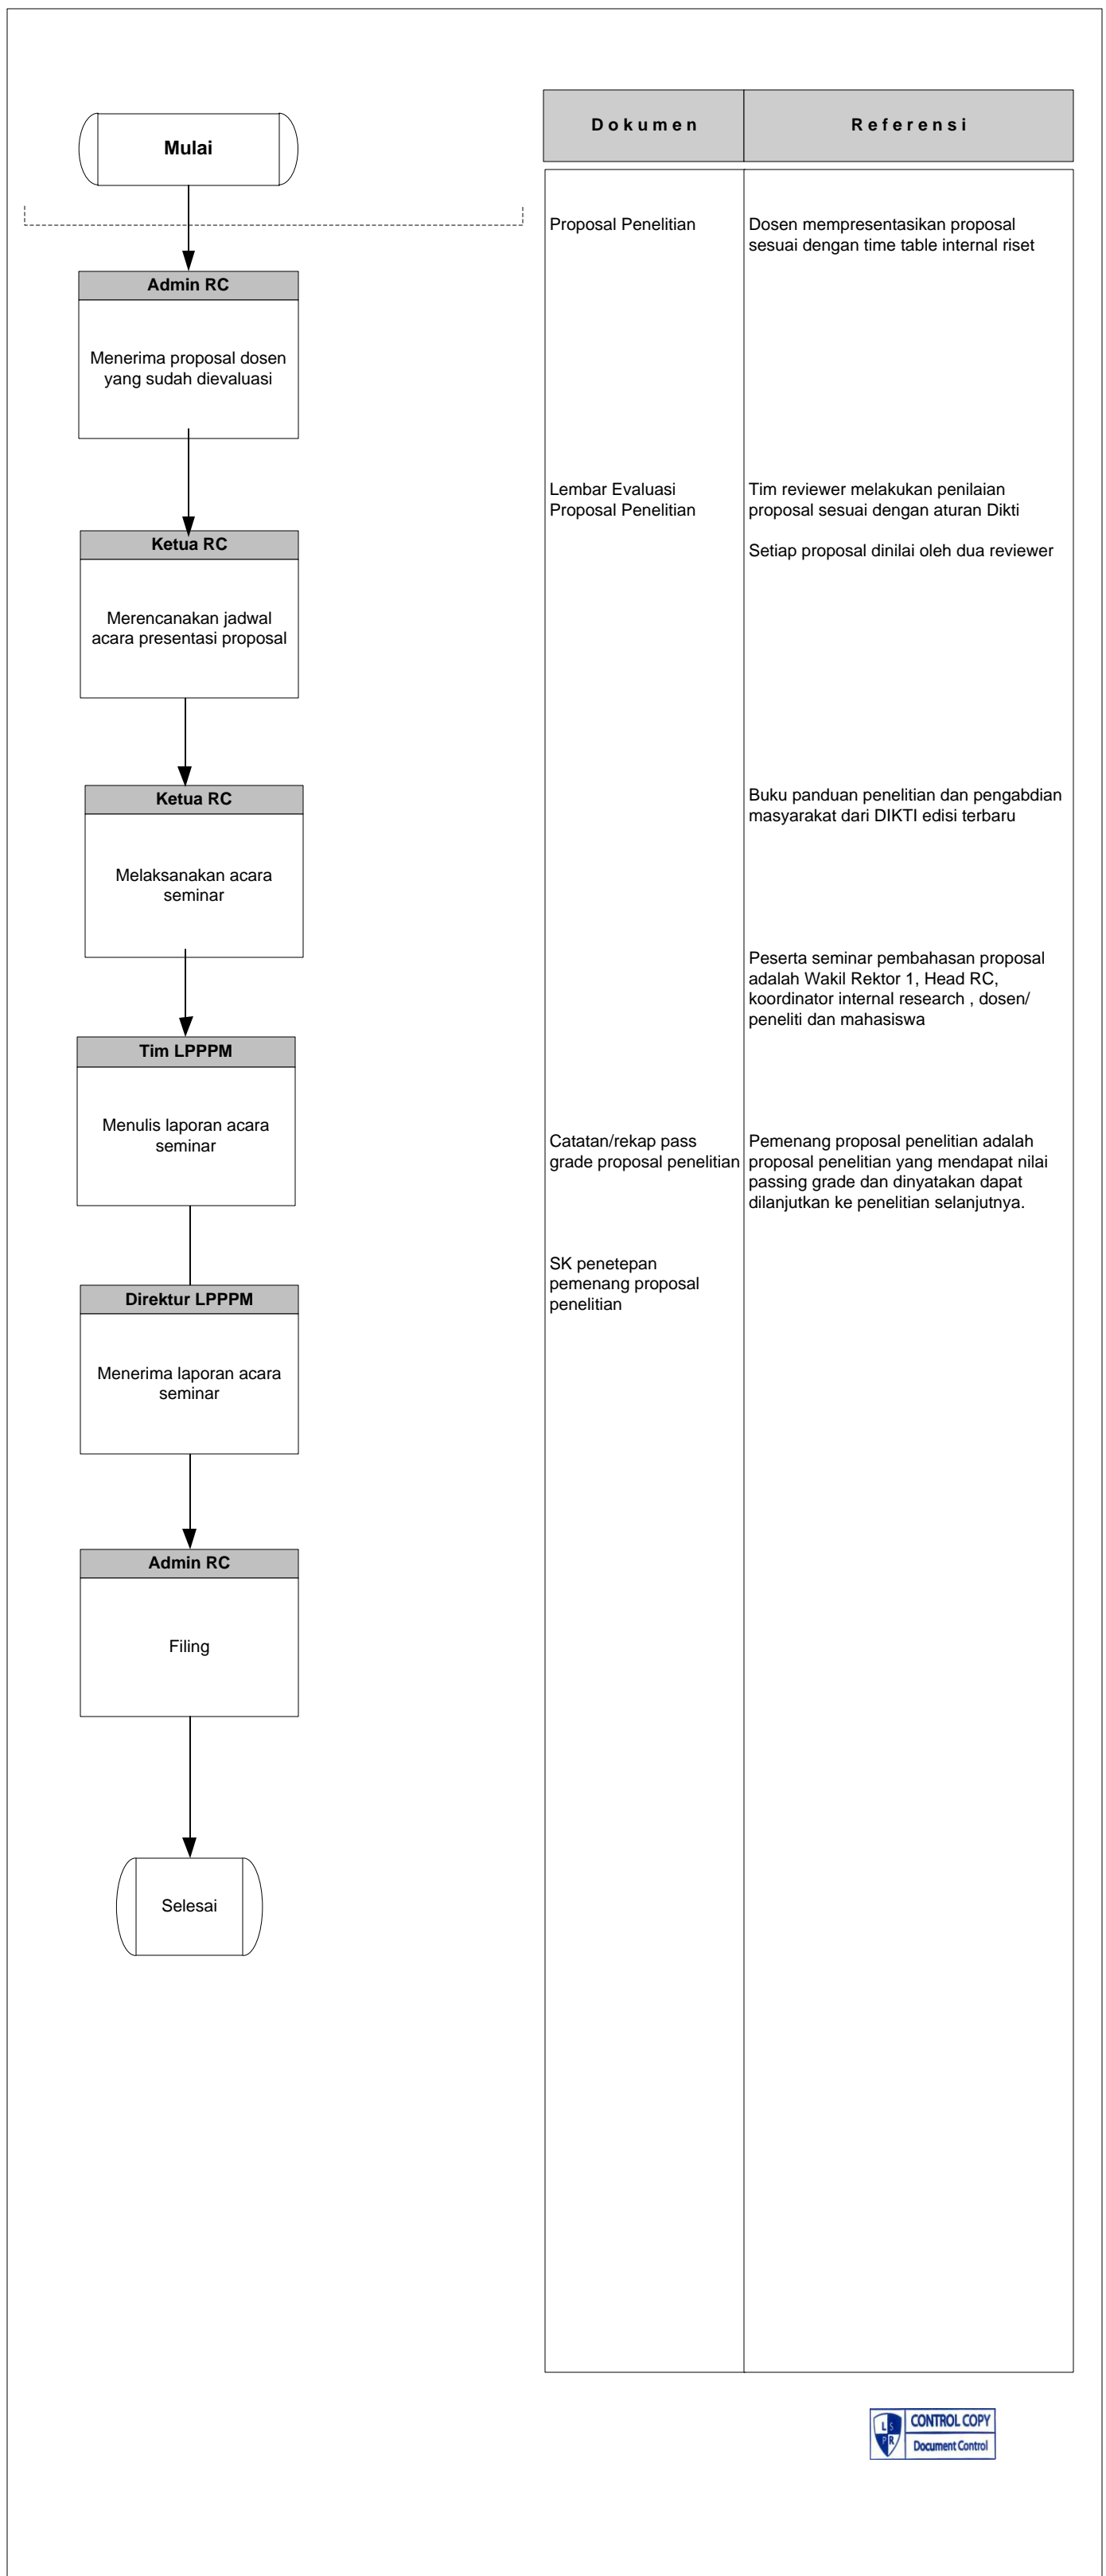 Mulai
Admin RC
Menerima proposal dosen
yang sudah dievaluasi
Ketua RC
Merencanakan jadwal
acara presentasi proposal
Ketua RC
Melaksanakan acara
seminar
Tim LPPPM
Menulis laporan acara
seminar
Direktur LPPPM
Menerima laporan acara
seminar
Admin RC
Filing
Selesai
Dokumen
Referensi
Proposal Penelitian
Dosen mempresentasikan proposal
sesuai dengan time table internal riset
Lembar Evaluasi
Proposal Penelitian
Tim reviewer melakukan penilaian
proposal sesuai dengan aturan Dikti
Setiap proposal dinilai oleh dua reviewer
Buku panduan penelitian dan pengabdian
masyarakat dari DIKTI edisi terbaru
Peserta seminar pembahasan proposal
adalah Wakil Rektor 1, Head RC,
koordinator internal research , dosen/
peneliti dan mahasiswa
Catatan/rekap pass
grade proposal penelitian
Pemenang proposal penelitian adalah
proposal penelitian yang mendapat nilai
passing grade dan dinyatakan dapat
dilanjutkan ke penelitian selanjutnya.
SK penetepan
pemenang proposal
penelitian
L S
P R
CONTROL COPY
Document Control